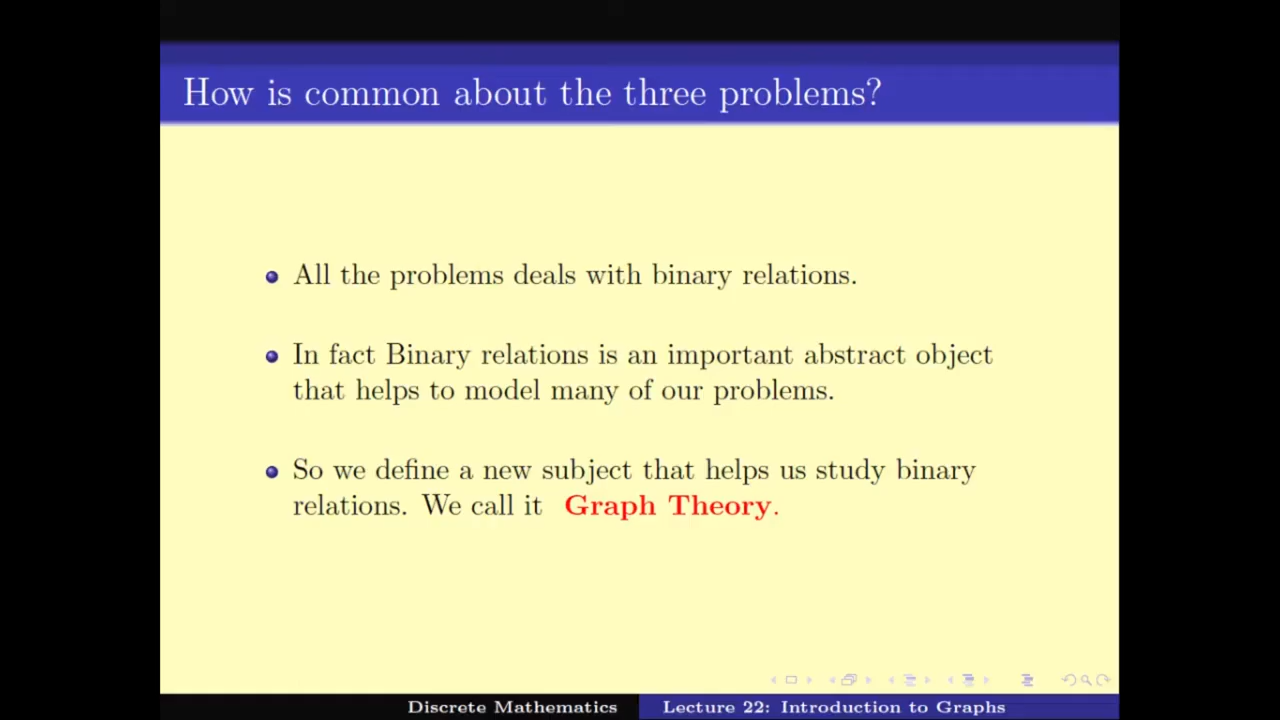 How is common about the three problems?
All the problems deals with binary relations.
In fact Binary relations is an important abstract object
that helps to model many of our problems.
So we define a new subject that helps us study binary
relations. We call it Graph Theory.
Discrete Mathematics
Lecture 22: Introduction to Graphs